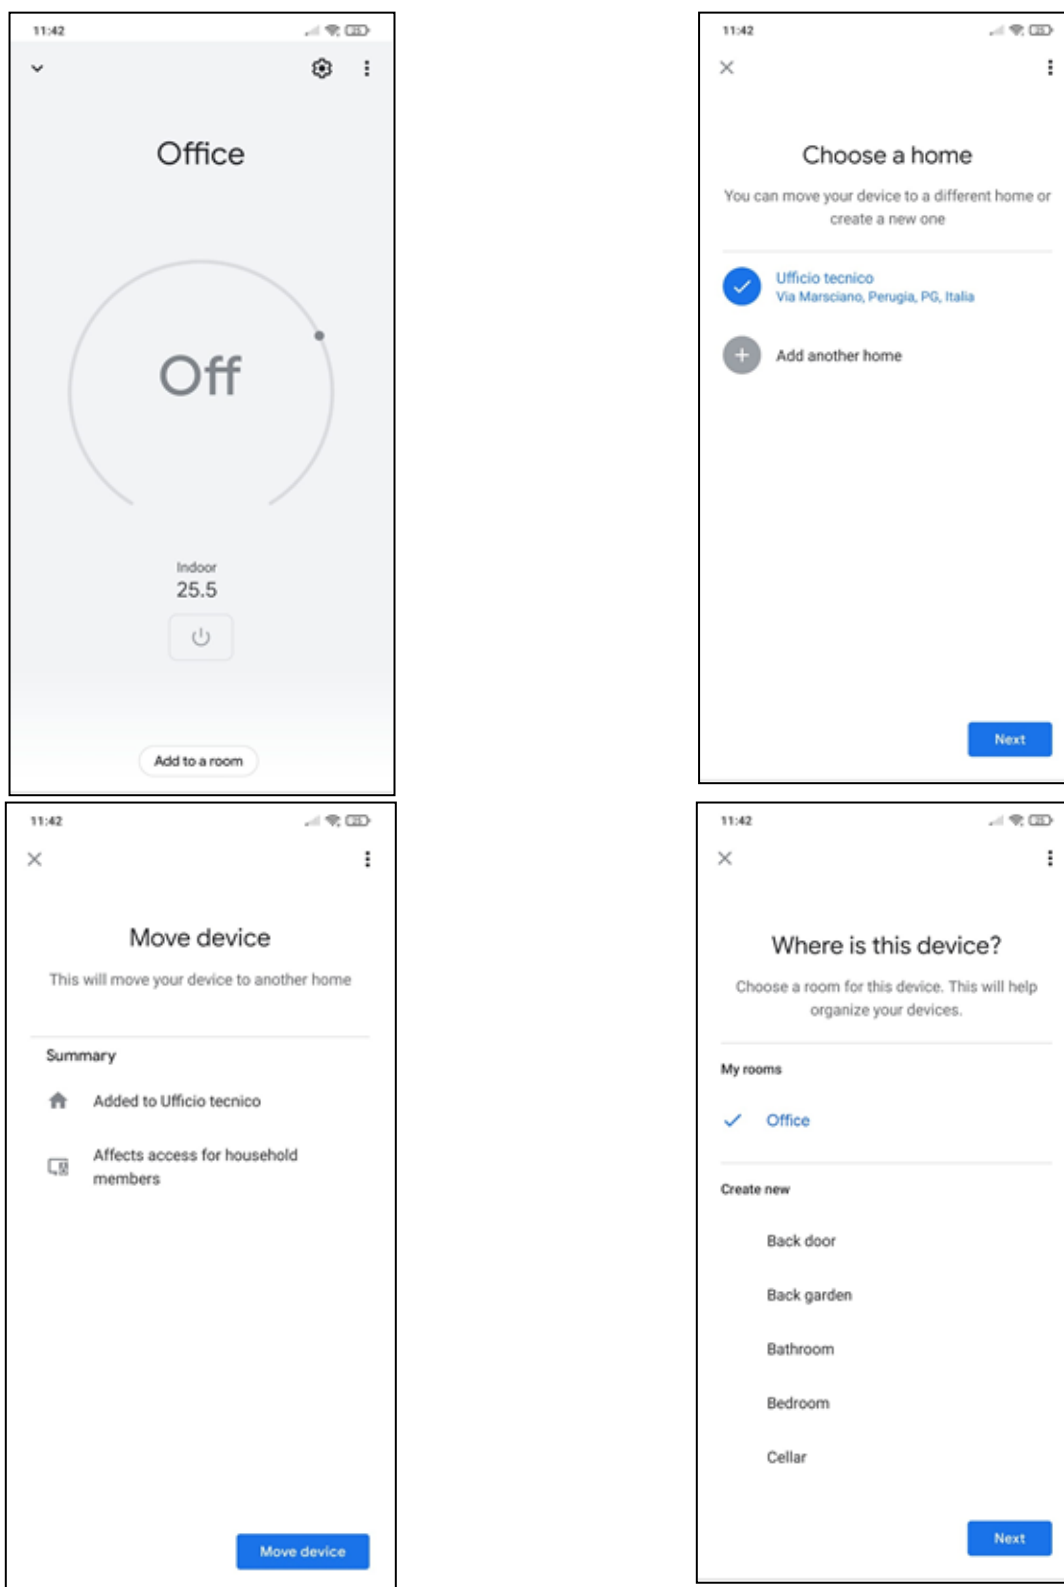 11:42
25
Office
Off
Indoor
25.5
Add to a room
11:42
25
Choose a home
You can move your device to a different home or
create a new one
Ufficio tecnico
Via Marsciano, Perugia, PG, Italia
Add another home
Next
11:42
25
Move device
This will move your device to another home
Summary
Added to Ufficio tecnico
Affects access for household
members
Move device
11:42
25
Where is this device?
Choose a room for this device. This will help
organize your devices.
My rooms
Office
Create new
Back door
Back garden
Bathroom
Bedroom
Cellar
Next